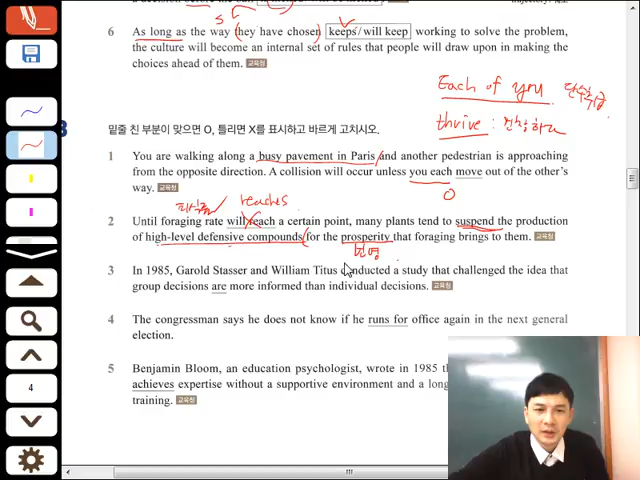 6 As long as the way (they have chosen) keeps/will keep working to solve the problem,
the culture will become an internal set of rules that people will draw upon in making the
choices ahead of them. 교육청
S
Each of you 단수취급
thrive : 번창하다
밑줄 친 부분이 맞으면 O, 틀리면 X를 표시하고 바르게 고치시오.
1 You are walking along a busy pavement in Paris and another pedestrian is approaching
from the opposite direction. A collision will occur unless you each move out of the other's
way. 교육청
O
reaches
2 Until foraging rate will reach a certain point, many plants tend to suspend the production
of high-level defensive compounds for the prosperity that foraging brings to them. 교육청
번영
3 In 1985, Garold Stasser and William Titus conducted a study that challenged the idea that
group decisions are more informed than individual decisions. 교육청
4 The congressman says he does not know if he runs for office again in the next general
election.
5 Benjamin Bloom, an education psychologist, wrote in 1985
achieves expertise without a supportive environment and a long
training. 교육청
4